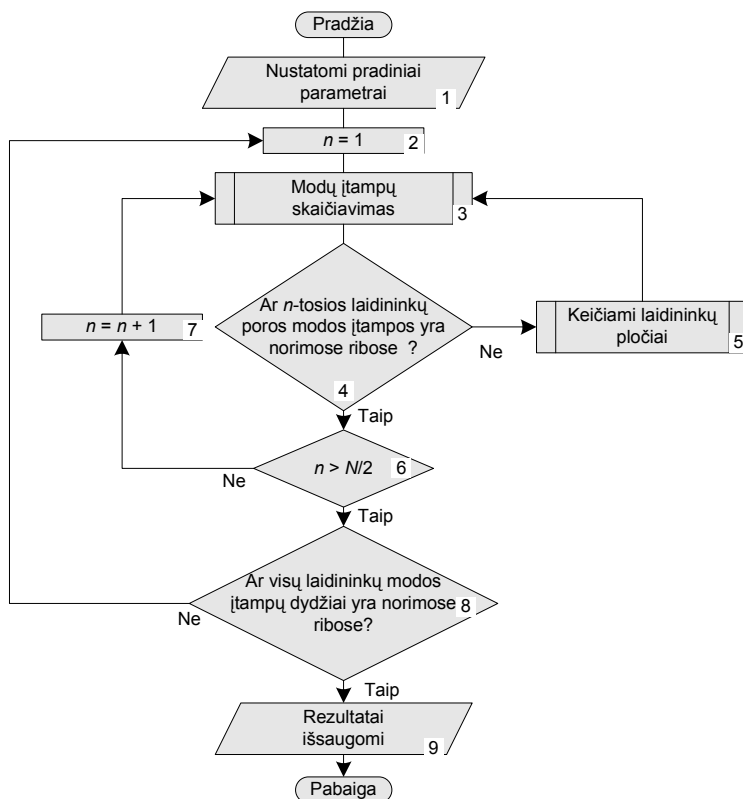 Pradžia
Nustatomi pradiniai
parametrai
1
n = 1
2
Modų įtampų
skaičiavimas
3
Ar n-tosios laidininkų
poros modos įtampos yra
norimose ribose ?
4
Ne
Keičiami laidininkų
pločiai
5
n = n + 1
7
Taip
n > N/2
6
Ne
Taip
Ar visų laidininkų modos
įtampų dydžiai yra norimose
ribose?
8
Ne
Taip
Rezultatai
išsaugomi
9
Pabaiga